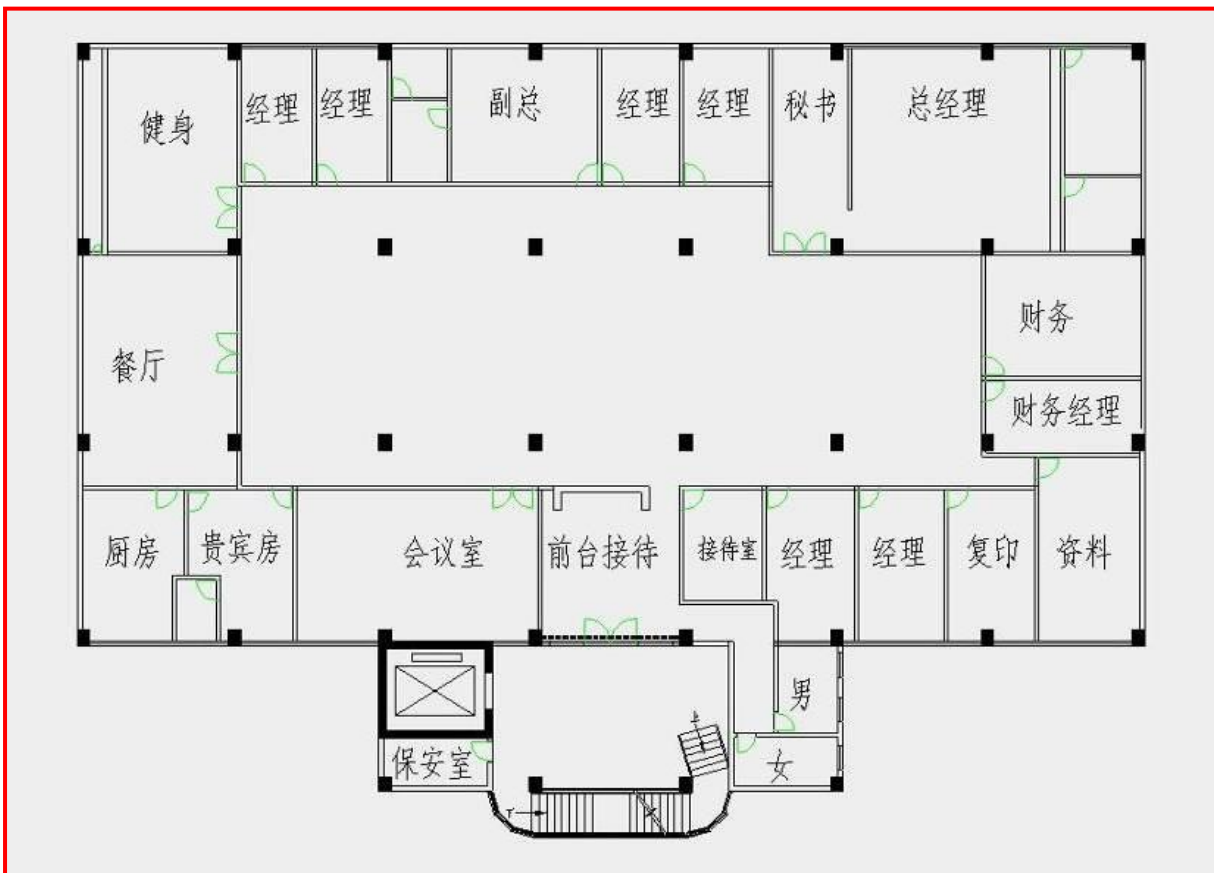 健身
经理
经理
副总
经理
经理
秘书
总经理
财务
餐厅
财务经理
厨房
贵宾房
会议室
前台接待
接待室
经理
经理
复印
资料
男
上
保安室
女